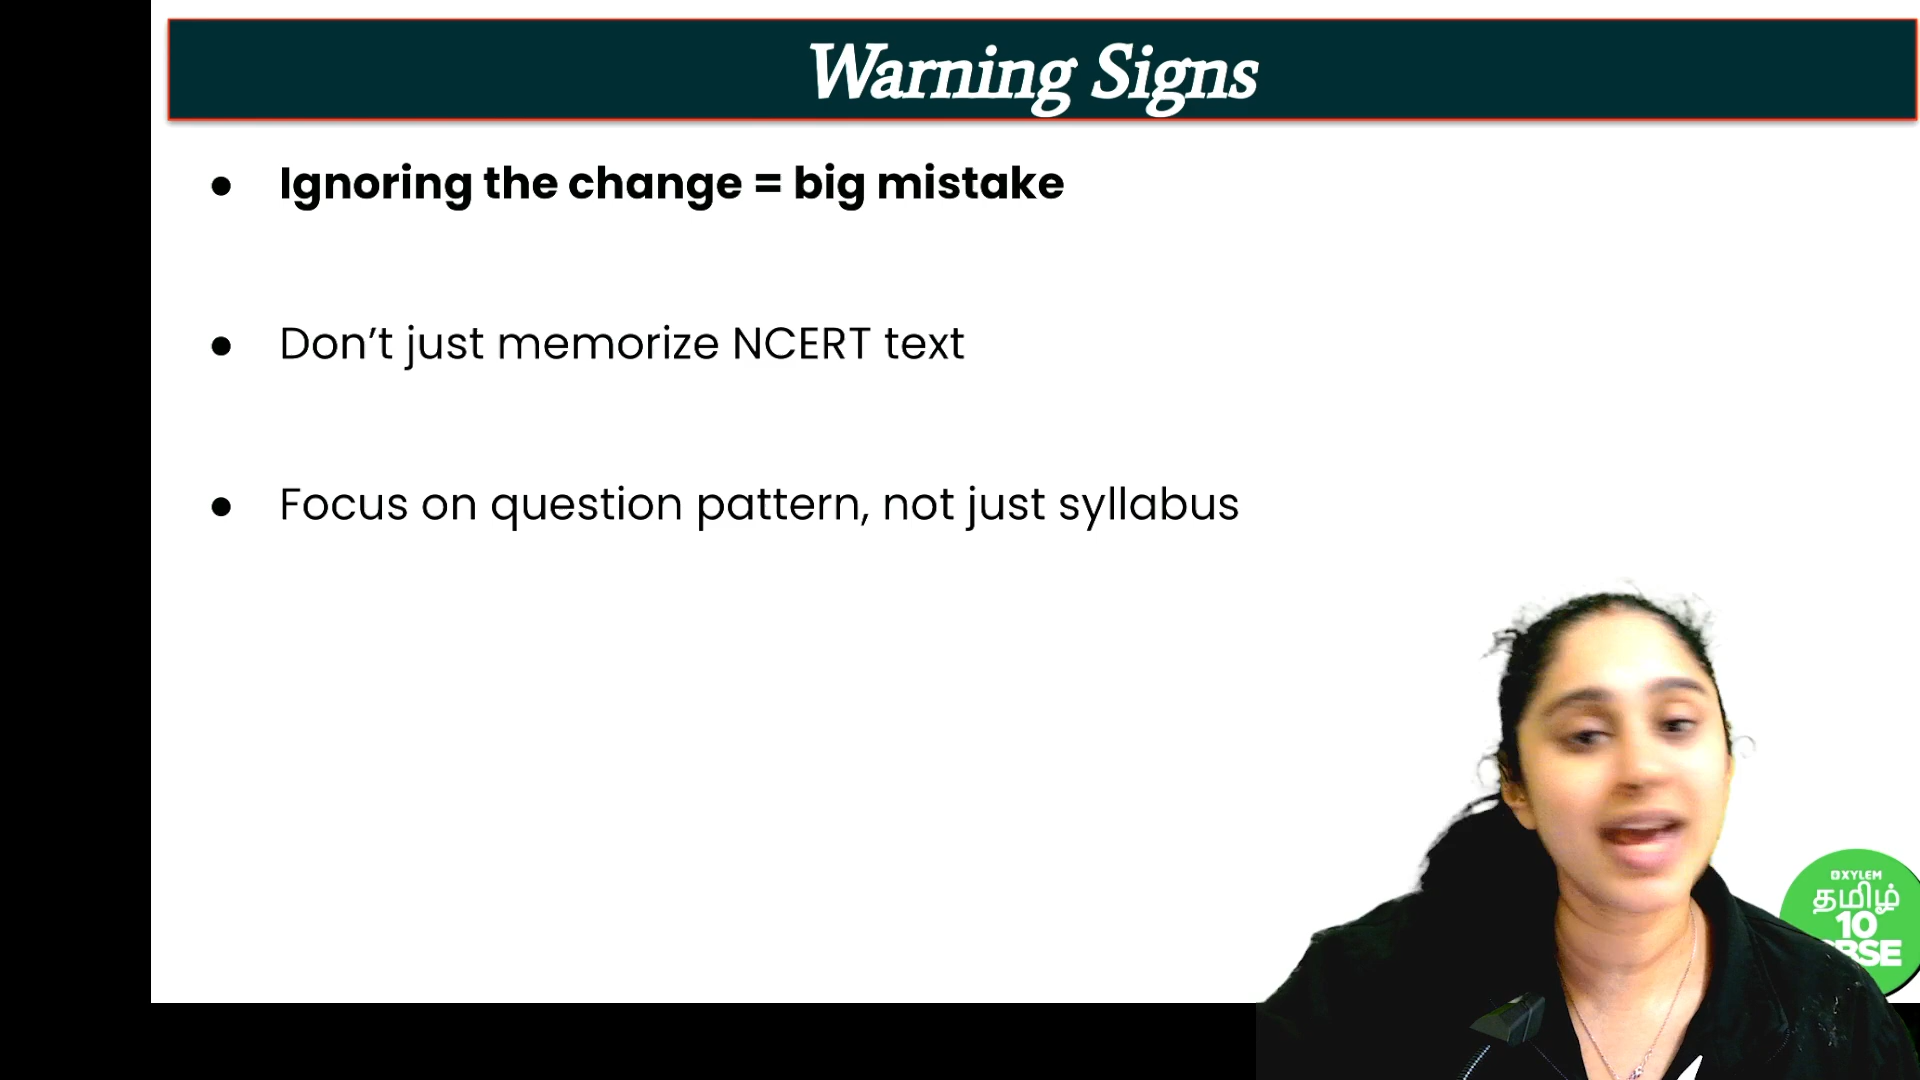 Warning Signs
● Ignoring the change = big mistake
● Don’t just memorize NCERT text
● Focus on question pattern, not just syllabus
XYLEM
தமிழ்
10
CBSE